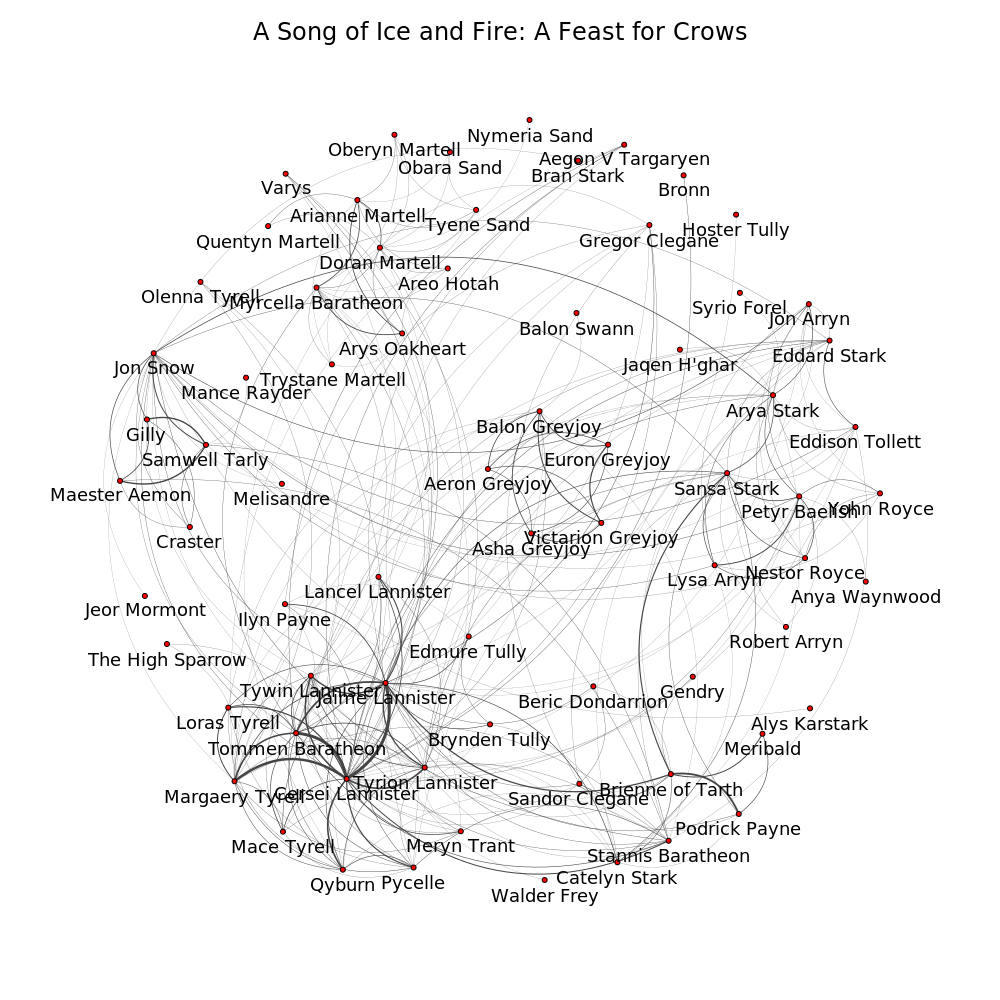 A Song of Ice and Fire: A Feast for Crows
Nymeria Sand
Oberyn Martell
Aegon V Targaryen
Obara Sand
Bran Stark
Varys
Bronn
Arianne Martell
Tyene Sand
Hoster Tully
Quentyn Martell
Gregor Clegane
Doran Martell
Areo Hotah
Olenna Tyrell
Myrcella Baratheon
Syrio Forel
Jon Arryn
Balon Swann
Arys Oakheart
Eddard Stark
Jon Snow
Jaqen H'ghar
Trystane Martell
Mance Rayder
Arya Stark
Balon Greyjoy
Gilly
Eddison Tollett
Samwell Tarly
Euron Greyjoy
Aeron Greyjoy
Sansa Stark
Maester Aemon
Melisandre
Petyr Baelish
Yohn Royce
Craster
Victarion Greyjoy
Asha Greyjoy
Nestor Royce
Lysa Arryn
Lancel Lannister
Anya Waynwood
Jeor Mormont
Ilyn Payne
Robert Arryn
Edmure Tully
The High Sparrow
Tywin Lannister
Gendry
Jaime Lannister
Beric Dondarrion
Loras Tyrell
Alys Karstark
Brynden Tully
Tommen Baratheon
Meribald
Tyrion Lannister
Brienne of Tarth
Cersei Lannister
Margaery Tyrell
Sandor Clegane
Podrick Payne
Mace Tyrell
Meryn Trant
Stannis Baratheon
Catelyn Stark
Qyburn
Pycelle
Walder Frey